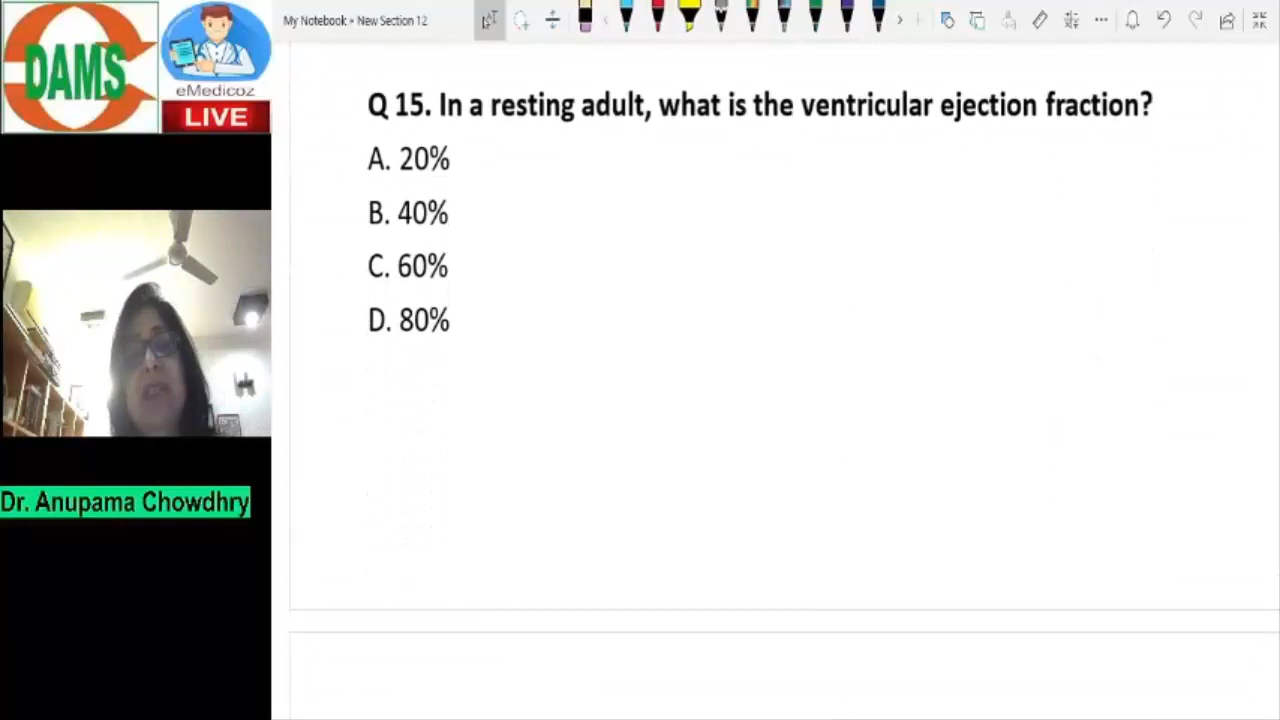 DAMS
eMedicoz
LIVE
My Notebook > New Section 12
Q 15. In a resting adult, what is the ventricular ejection fraction?
A. 20%
B. 40%
C. 60%
D. 80%
Dr. Anupama Chowdhry